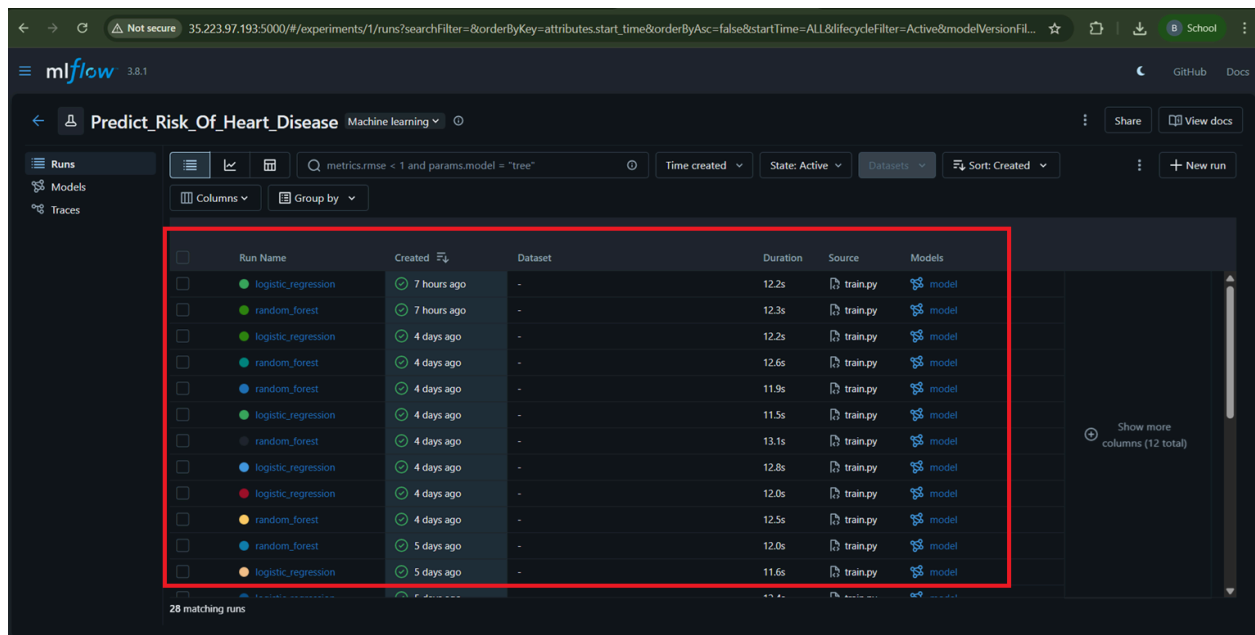 Not secure 35.223.97.193:5000/#/experiments/1/runs?searchFilter=&orderByKey=attributes.start_time&orderByAsc=false&startTime=ALL&lifecycleFilter=Active&modelVersionFil... B School
mlflow 3.8.1 GitHub Docs
Predict_Risk_Of_Heart_Disease Machine learning Share View docs
Runs metrics.rmse < 1 and params.model = "tree" Time created State: Active Datasets Sort: Created + New run
Models Columns Group by
Traces
Run Name Created Dataset Duration Source Models
logistic_regression 7 hours ago - 12.2s train.py model
random_forest 7 hours ago - 12.3s train.py model
logistic_regression 4 days ago - 12.2s train.py model
random_forest 4 days ago - 12.6s train.py model
random_forest 4 days ago - 11.9s train.py model
logistic_regression 4 days ago - 11.5s train.py model
random_forest 4 days ago - 13.1s train.py model
logistic_regression 4 days ago - 12.8s train.py model
logistic_regression 4 days ago - 12.0s train.py model
random_forest 4 days ago - 12.5s train.py model
random_forest 5 days ago - 12.0s train.py model
logistic_regression 5 days ago - 11.6s train.py model
Show more
columns (12 total)
28 matching runs